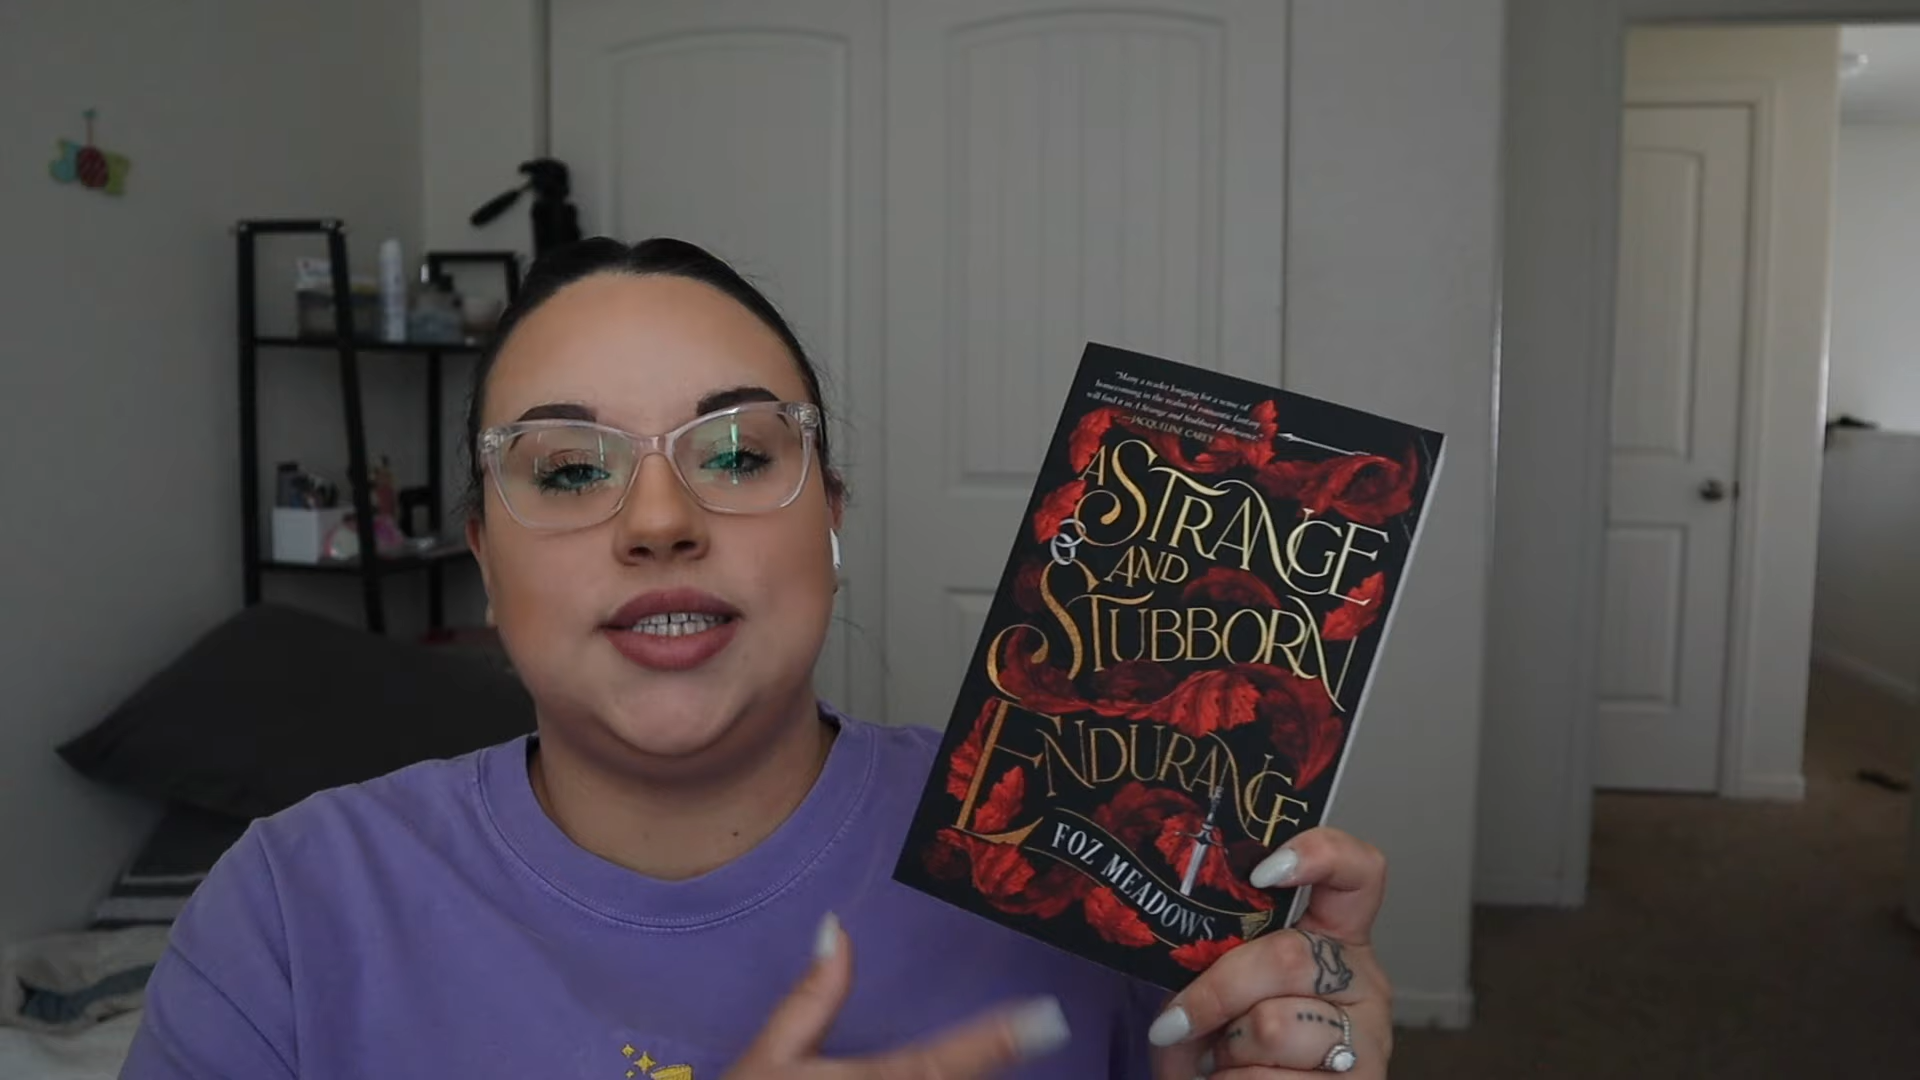 "Many a reader longing for a sense of
homecoming in the realm of romantic fantasy
will find it in A Strange and Stubborn Endurance."
—JACQUELINE CAREY
A STRANGE
AND
STUBBORN
ENDURANCE
FOZ MEADOWS
JOY